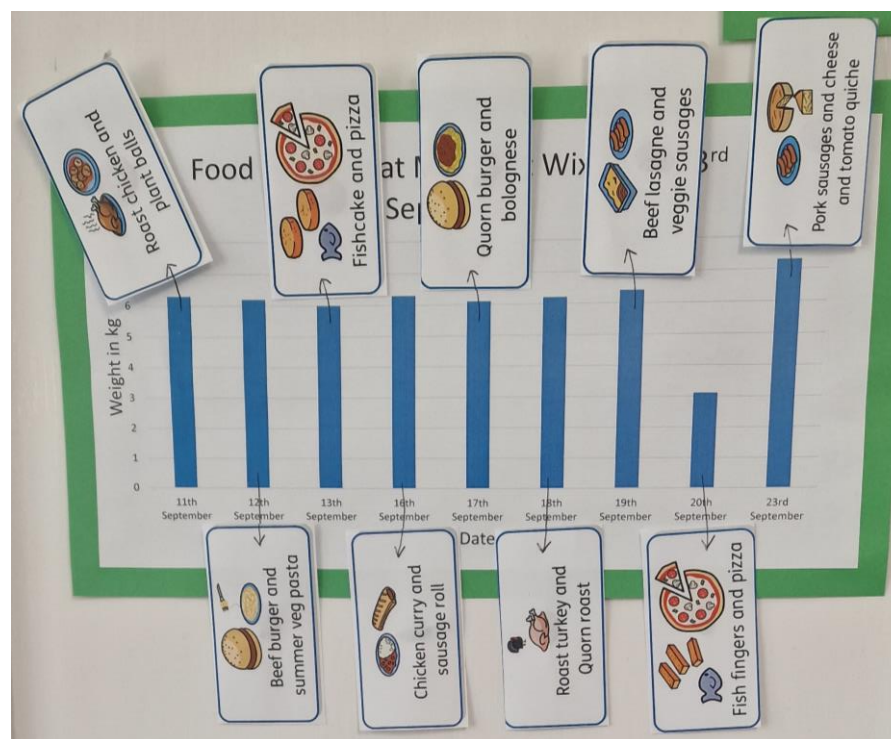 Roast chicken and
plant balls
Fishcake and pizza
Quorn burger and
bolognese
Beef lasagne and
veggie sausages
Pork sausages and cheese
and tomato quiche
Food at
rd
Weight in kg
6
5
4
3
2
1
0
11th September
12th September
13th September
16th September
17th September
18th September
19th September
20th September
23rd September
Date
Beef burger and
summer veg pasta
Chicken curry and
sausage roll
Roast turkey and
Quorn roast
Fish fingers and pizza